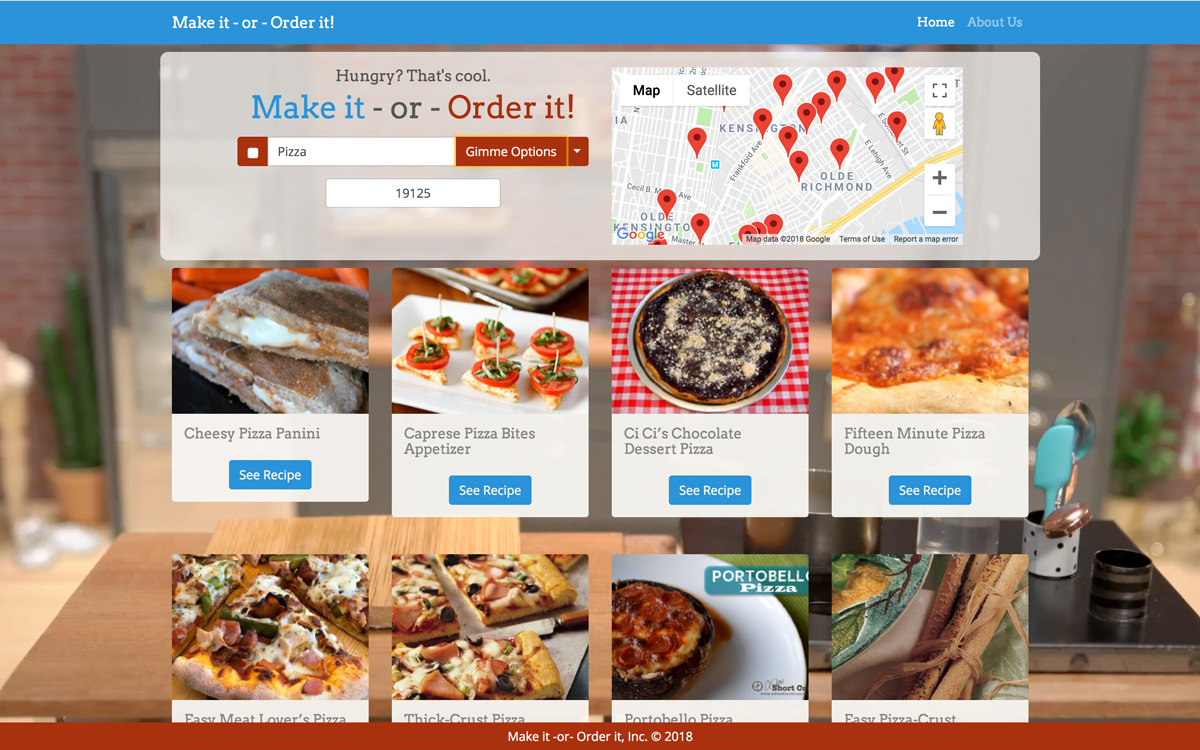 Make it - or - Order it!
Home
About Us
Hungry? That's cool.
Make it - or - Order it!
Pizza
Gimme Options
19125
Map
Satellite
KENSINGTON
Frankford Ave
E Lehigh Ave
OLDE
RICHMOND
Cecil B.
Ave
OLDE
KENSINGTO
Master
M
Google
Map data ©2018 Google
Terms of Use
Report a map error
Cheesy Pizza Panini
See Recipe
Caprese Pizza Bites
Appetizer
See Recipe
Ci Ci’s Chocolate
Dessert Pizza
See Recipe
Fifteen Minute Pizza
Dough
See Recipe
PORTOBELLO
Pizza
Short Cu
Easy Meat Lover’s Pizza
Thick-Crust Pizza
Portobello Pizza
Easy Pizza-Crust
Make it -or- Order it, Inc. © 2018